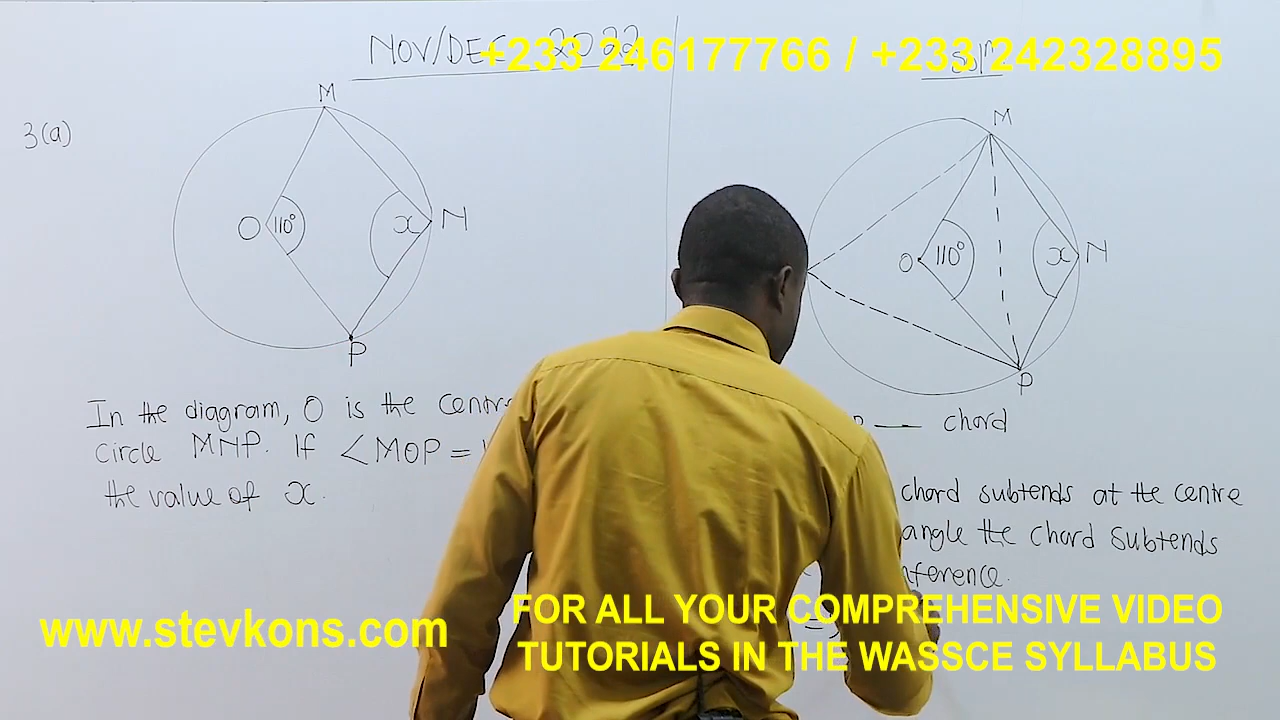 NOV/DEC 2022
+233 246177766 / +233 242328895
Soln
3(a)
M
O
110°
x
N
P
In the diagram, O is the centre
circle MNP. If ∠MOP =
the value of x.
M
O
110°
x
N
P
chord
chord subtends at the centre
angle the chord subtends
www.stevkons.com
FOR ALL YOUR COMPREHENSIVE VIDEO
TUTORIALS IN THE WASSCE SYLLABUS